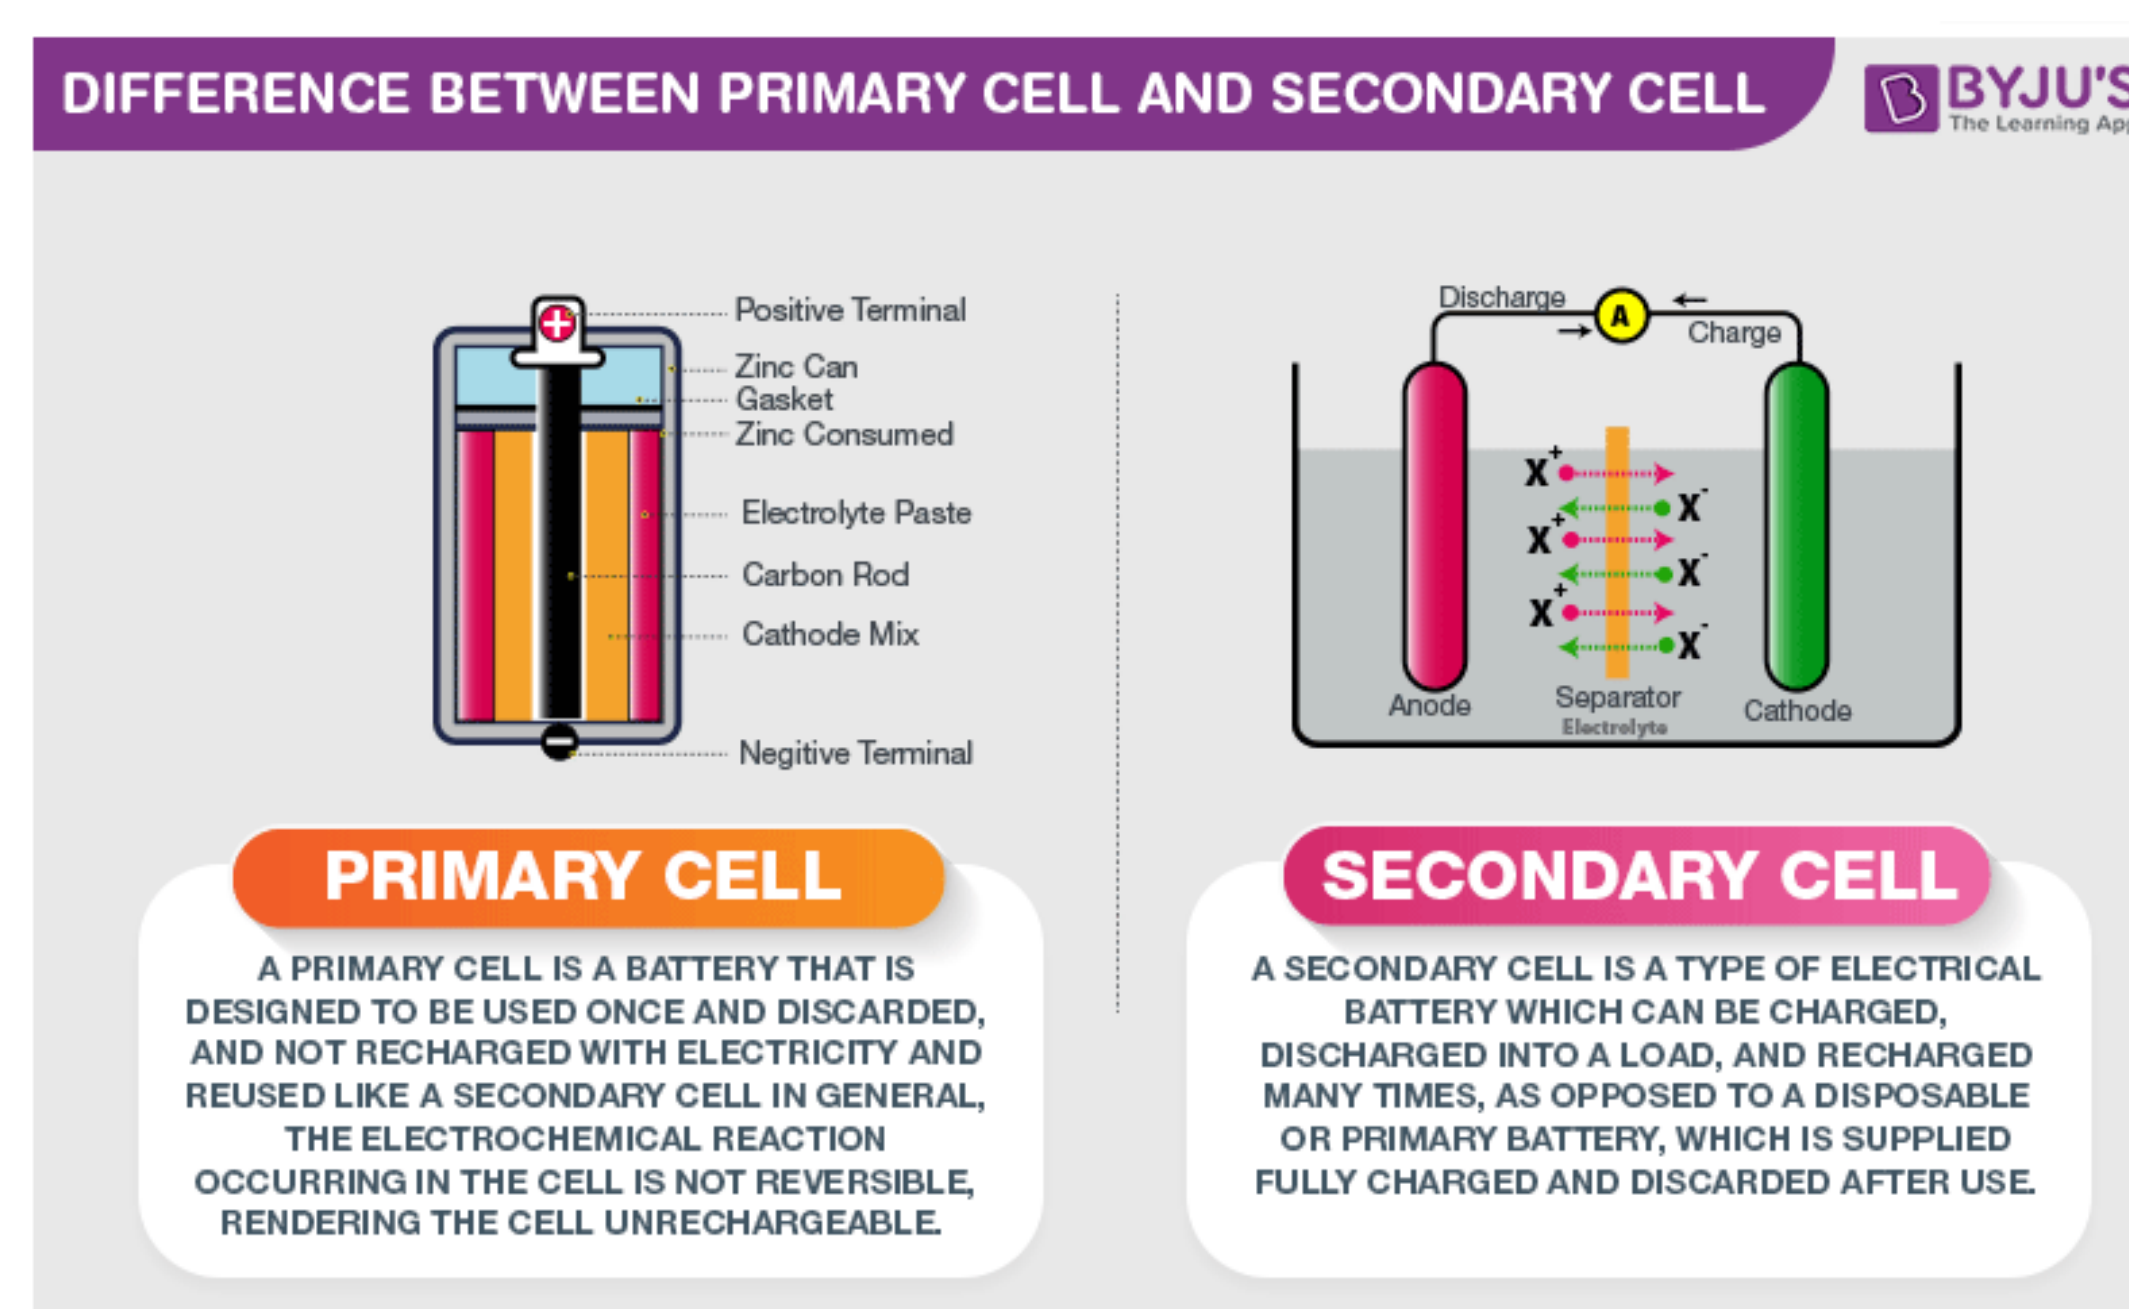 DIFFERENCE BETWEEN PRIMARY CELL AND SECONDARY CELL
BYJU'S
The Learning App
Positive Terminal
Zinc Can
Gasket
Zinc Consumed
Electrolyte Paste
Carbon Rod
Cathode Mix
Negitive Terminal
Discharge
A
Charge
X+
X-
X+
X-
X+
X-
Anode
Separator
Electrolyte
Cathode
PRIMARY CELL
A PRIMARY CELL IS A BATTERY THAT IS
DESIGNED TO BE USED ONCE AND DISCARDED,
AND NOT RECHARGED WITH ELECTRICITY AND
REUSED LIKE A SECONDARY CELL IN GENERAL,
THE ELECTROCHEMICAL REACTION
OCCURRING IN THE CELL IS NOT REVERSIBLE,
RENDERING THE CELL UNRECHARGEABLE.
SECONDARY CELL
A SECONDARY CELL IS A TYPE OF ELECTRICAL
BATTERY WHICH CAN BE CHARGED,
DISCHARGED INTO A LOAD, AND RECHARGED
MANY TIMES, AS OPPOSED TO A DISPOSABLE
OR PRIMARY BATTERY, WHICH IS SUPPLIED
FULLY CHARGED AND DISCARDED AFTER USE.